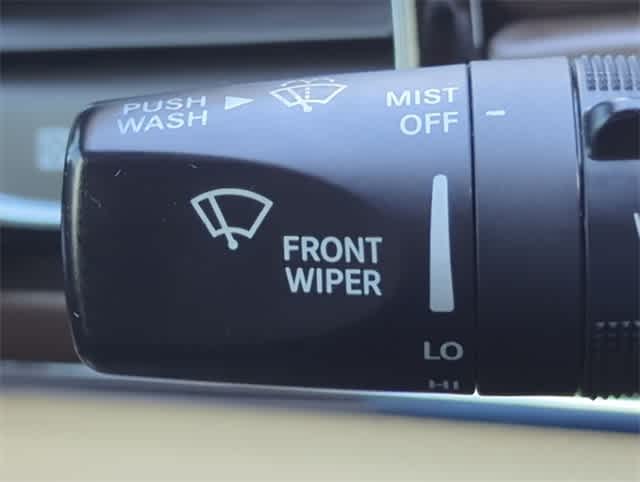 PUSH
WASH
MIST
OFF
FRONT
WIPER
LO
HI